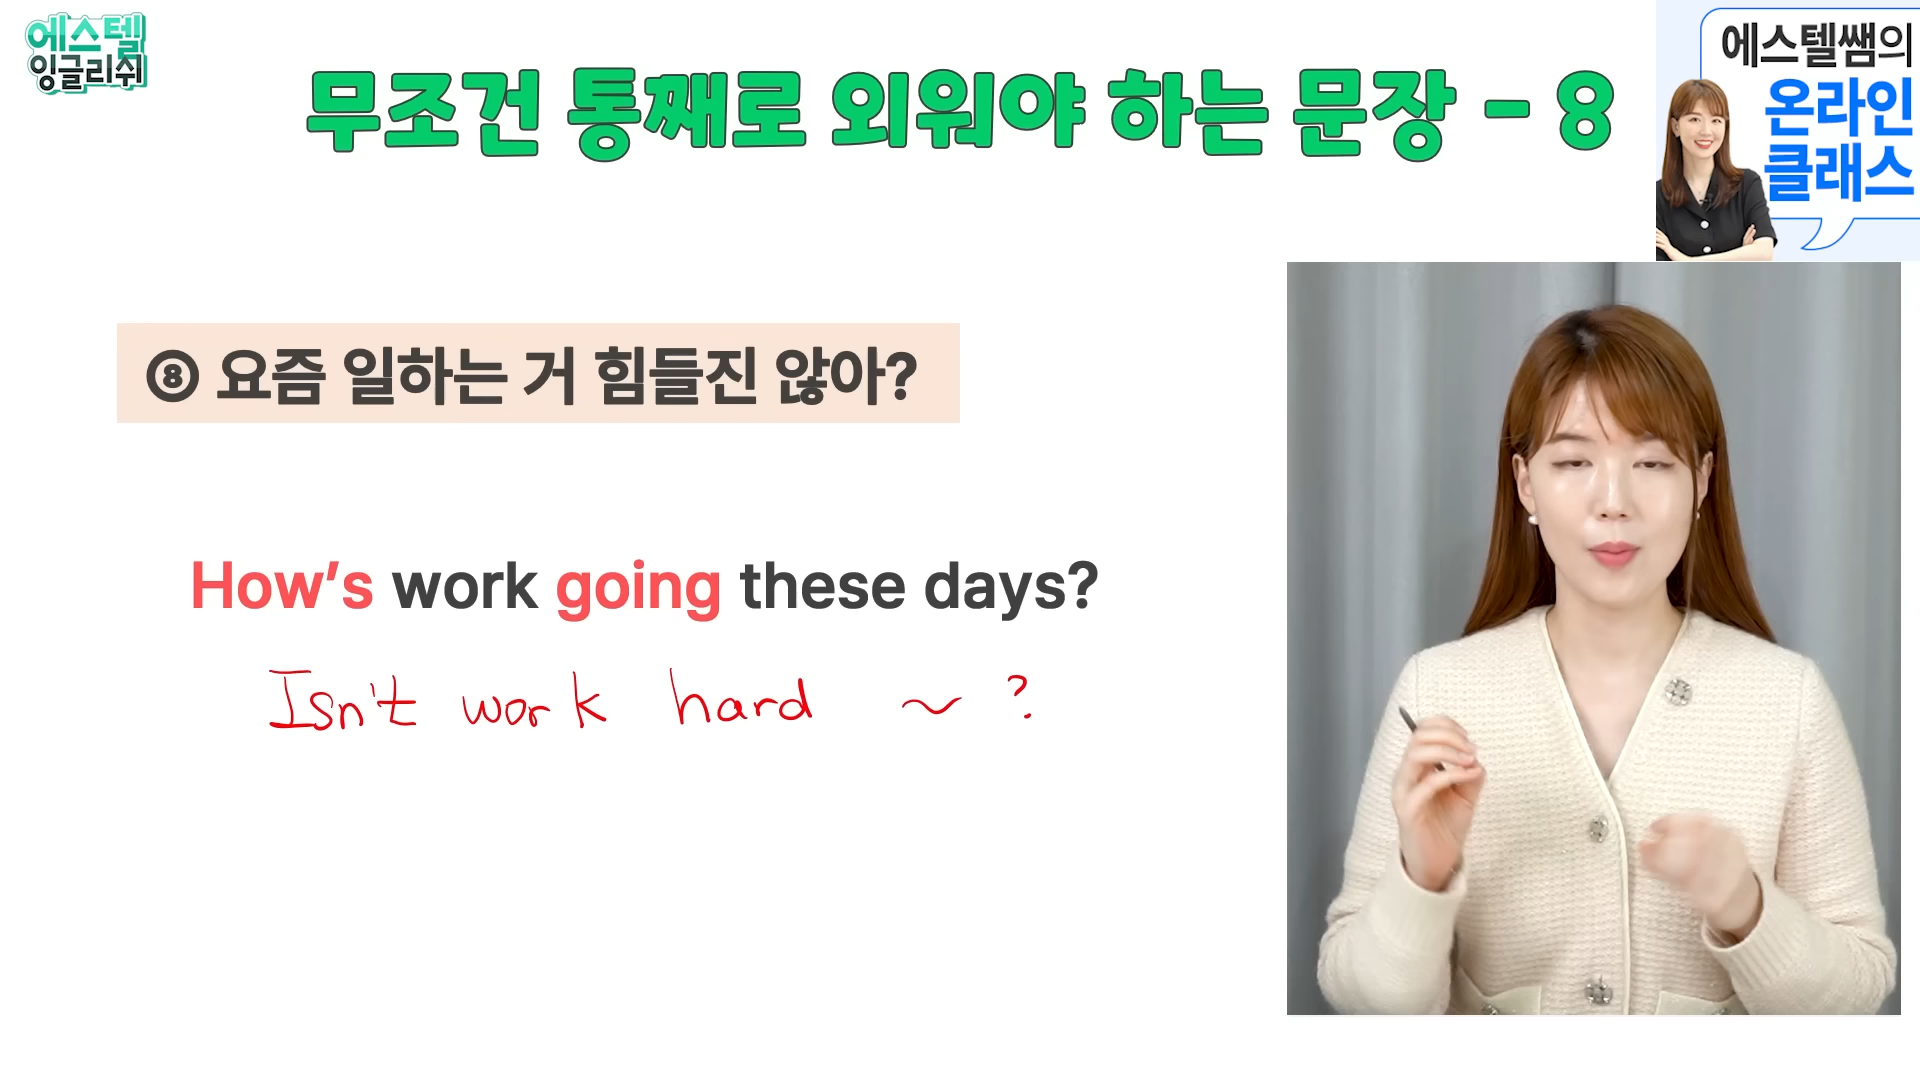 에스텔
잉글리쉬
무조건 통째로 외워야 하는 문장 - 8
에스텔쌤의
온라인
클래스
⑧ 요즘 일하는 거 힘들진 않아?
How's work going these days?
Isn't work hard ~ ?